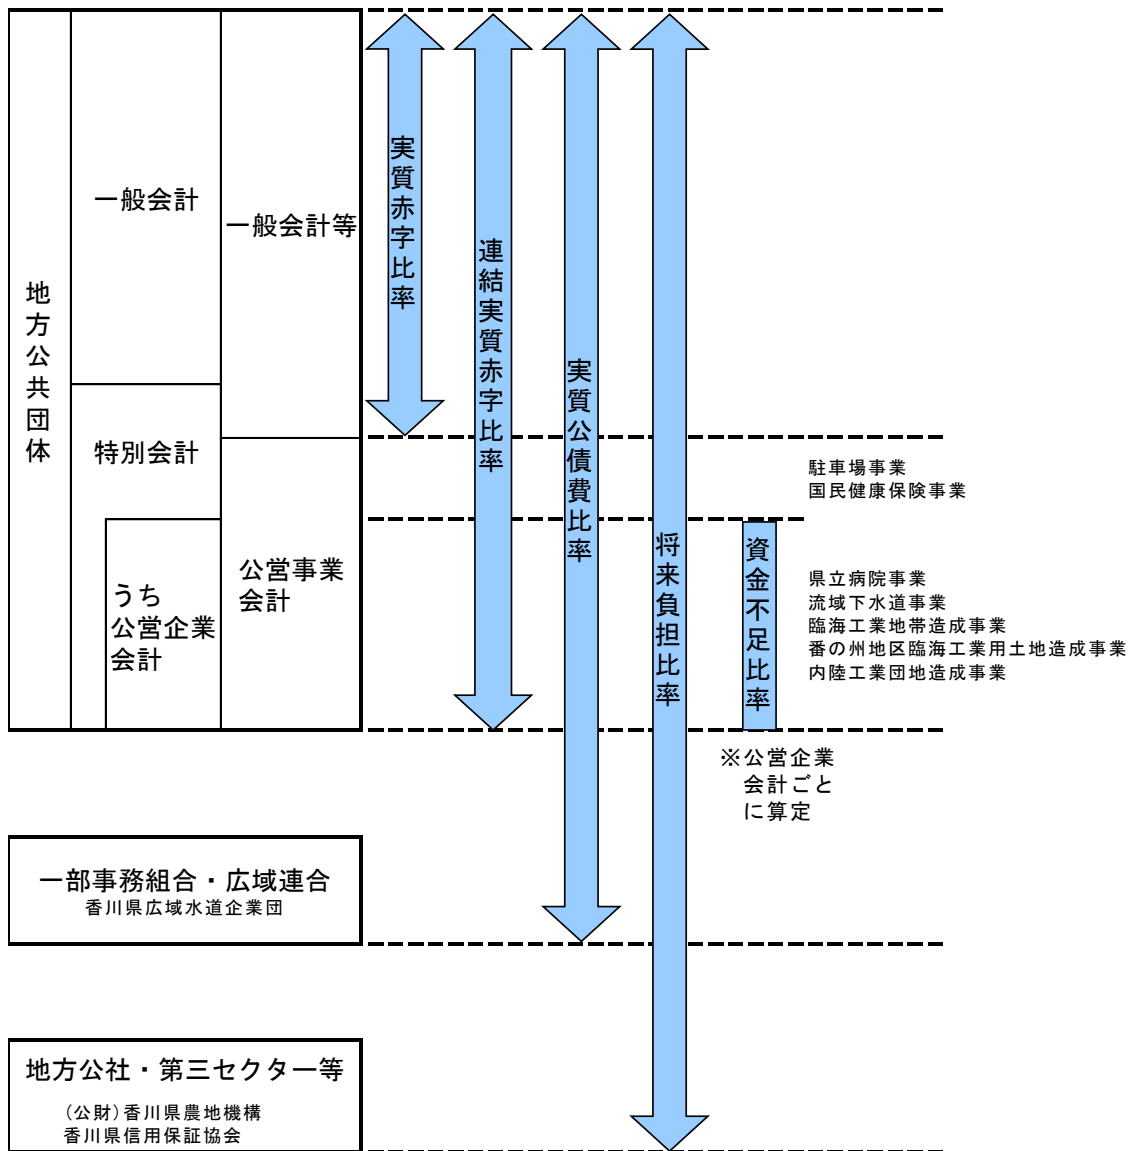 地方公共団体
一般会計
一般会計等
特別会計
うち
公営企業
会計
公営事業
会計
実質赤字比率
連結実質赤字比率
実質公債費比率
将来負担比率
資金不足比率
駐車場事業
国民健康保険事業
県立病院事業
流域下水道事業
臨海工業地帯造成事業
番の州地区臨海工業用土地造成事業
内陸工業団地造成事業
※公営企業
会計ごと
に算定
一部事務組合・広域連合
香川県広域水道企業団
地方公社・第三セクター等
(公財)香川県農地機構
香川県信用保証協会